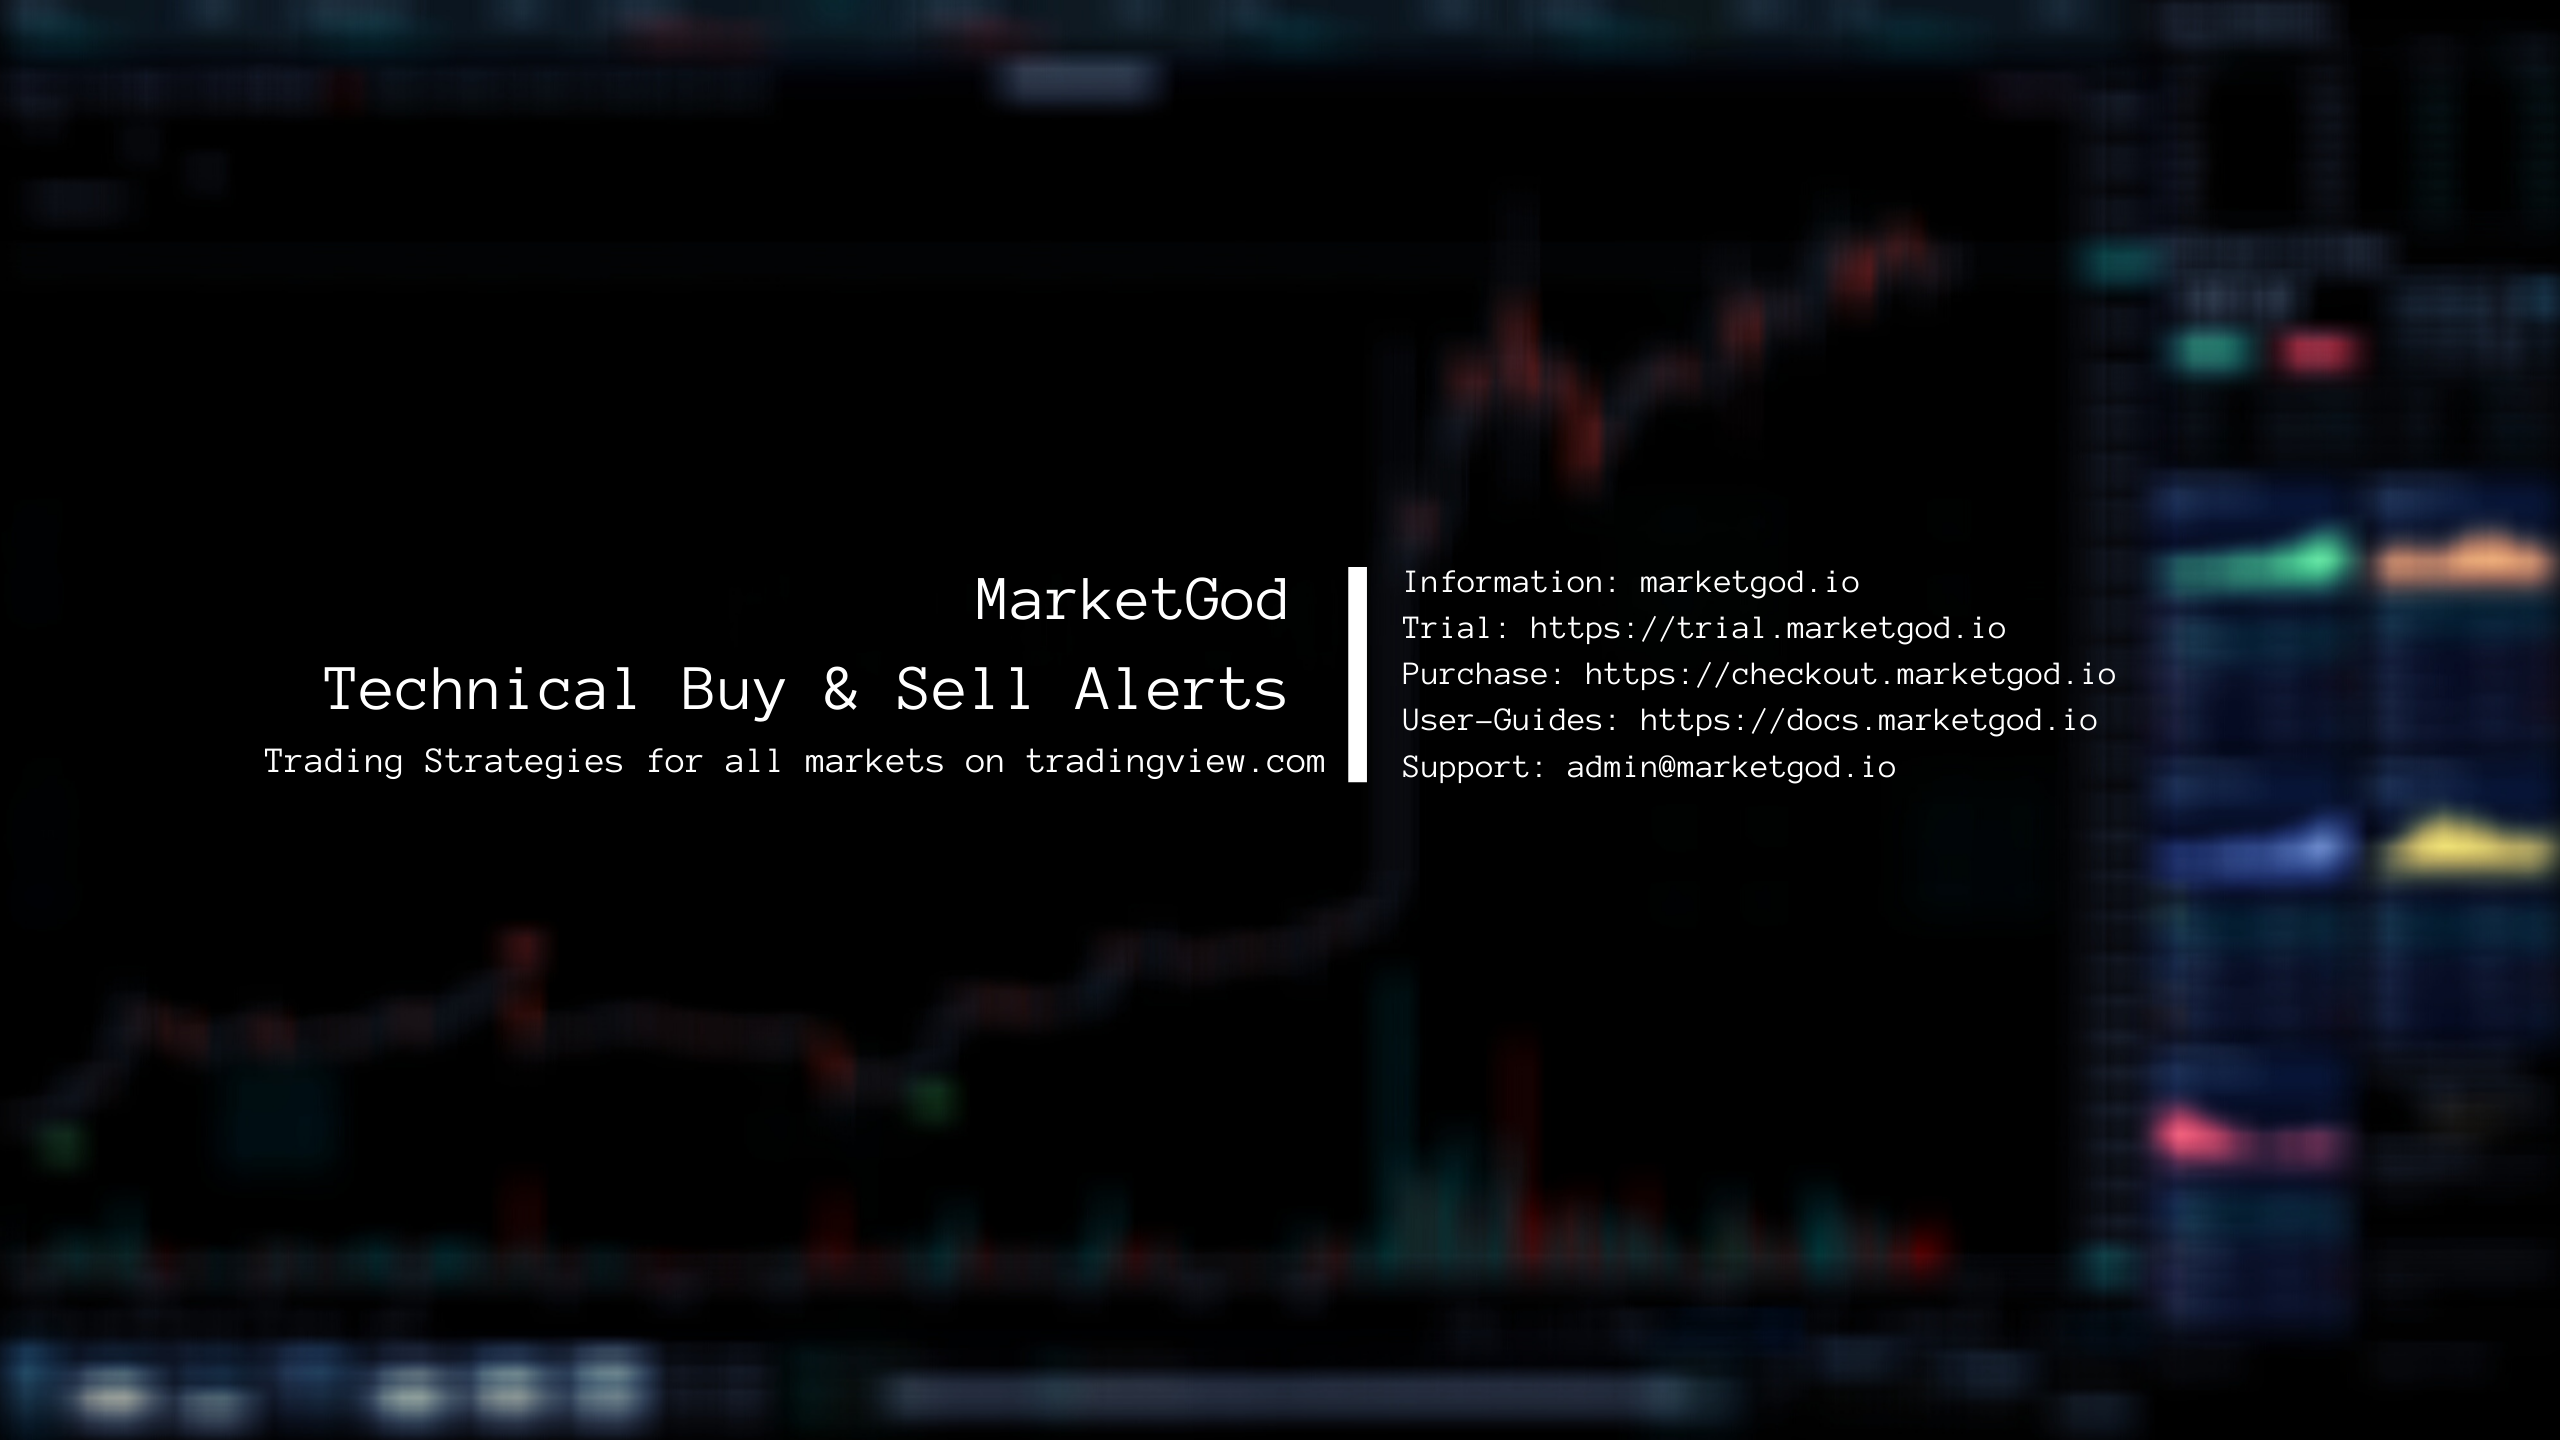 MarketGod
Technical Buy & Sell Alerts
Trading Strategies for all markets on tradingview.com
Information: marketgod.io
Trial: https://trial.marketgod.io
Purchase: https://checkout.marketgod.io
User-Guides: https://docs.marketgod.io
Support: admin@marketgod.io